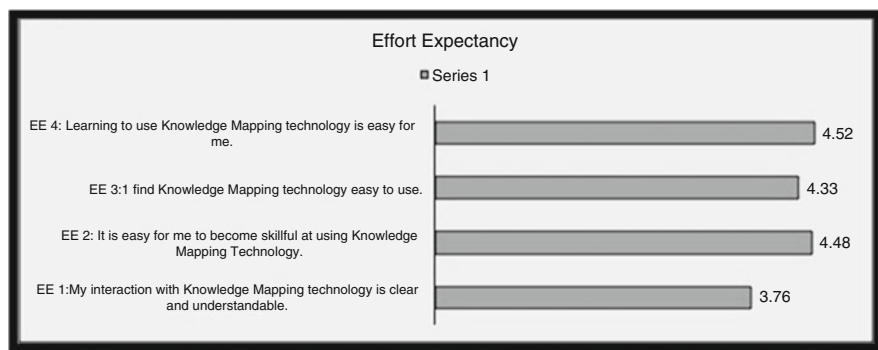 Effort Expectancy
Series 1
EE 4: Learning to use Knowledge Mapping technology is easy for
me.
4.52
EE 3:1 find Knowledge Mapping technology easy to use.
4.33
EE 2: It is easy for me to become skillful at using Knowledge
Mapping Technology.
4.48
EE 1:My interaction with Knowledge Mapping technology is clear
and understandable.
3.76